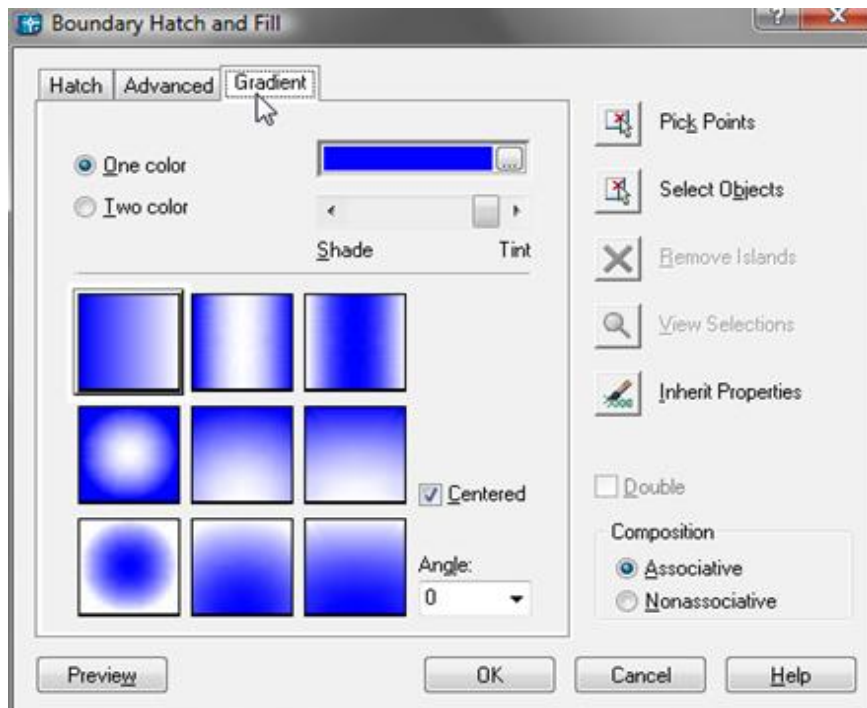 Boundary Hatch and Fill
Hatch Advanced Gradient
One color
Two color
Shade Tint
Centered
Angle:
0
Pick Points
Select Objects
Remove Islands
View Selections
Inherit Properties
Double
Composition
Associative
Nonassociative
Preview OK Cancel Help